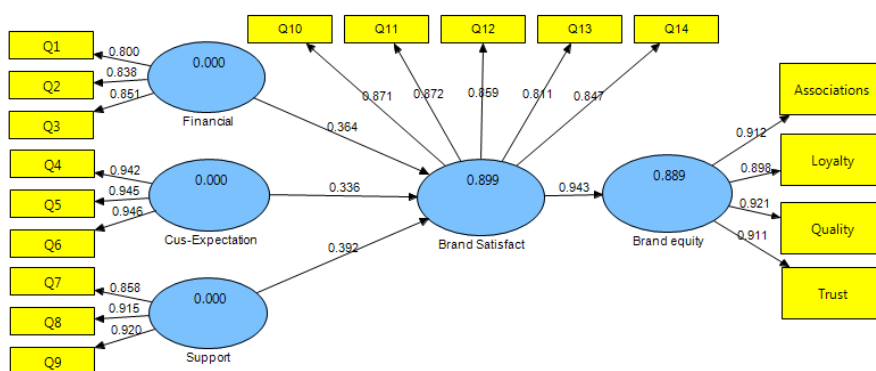 Q10
Q11
Q12
Q13
Q14
Q1
Q2
Q3
0.800
0.838
0.851
0.000
Financial
0.871
0.872
0.859
0.811
0.847
0.364
Q4
Q5
Q6
0.942
0.945
0.946
0.000
Cus-Expectation
0.336
0.899
Brand Satisfact
0.943
0.889
Brand equity
0.912
0.898
0.921
0.911
Associations
Loyalty
Quality
Trust
Q7
Q8
Q9
0.858
0.915
0.920
0.000
Support
0.392